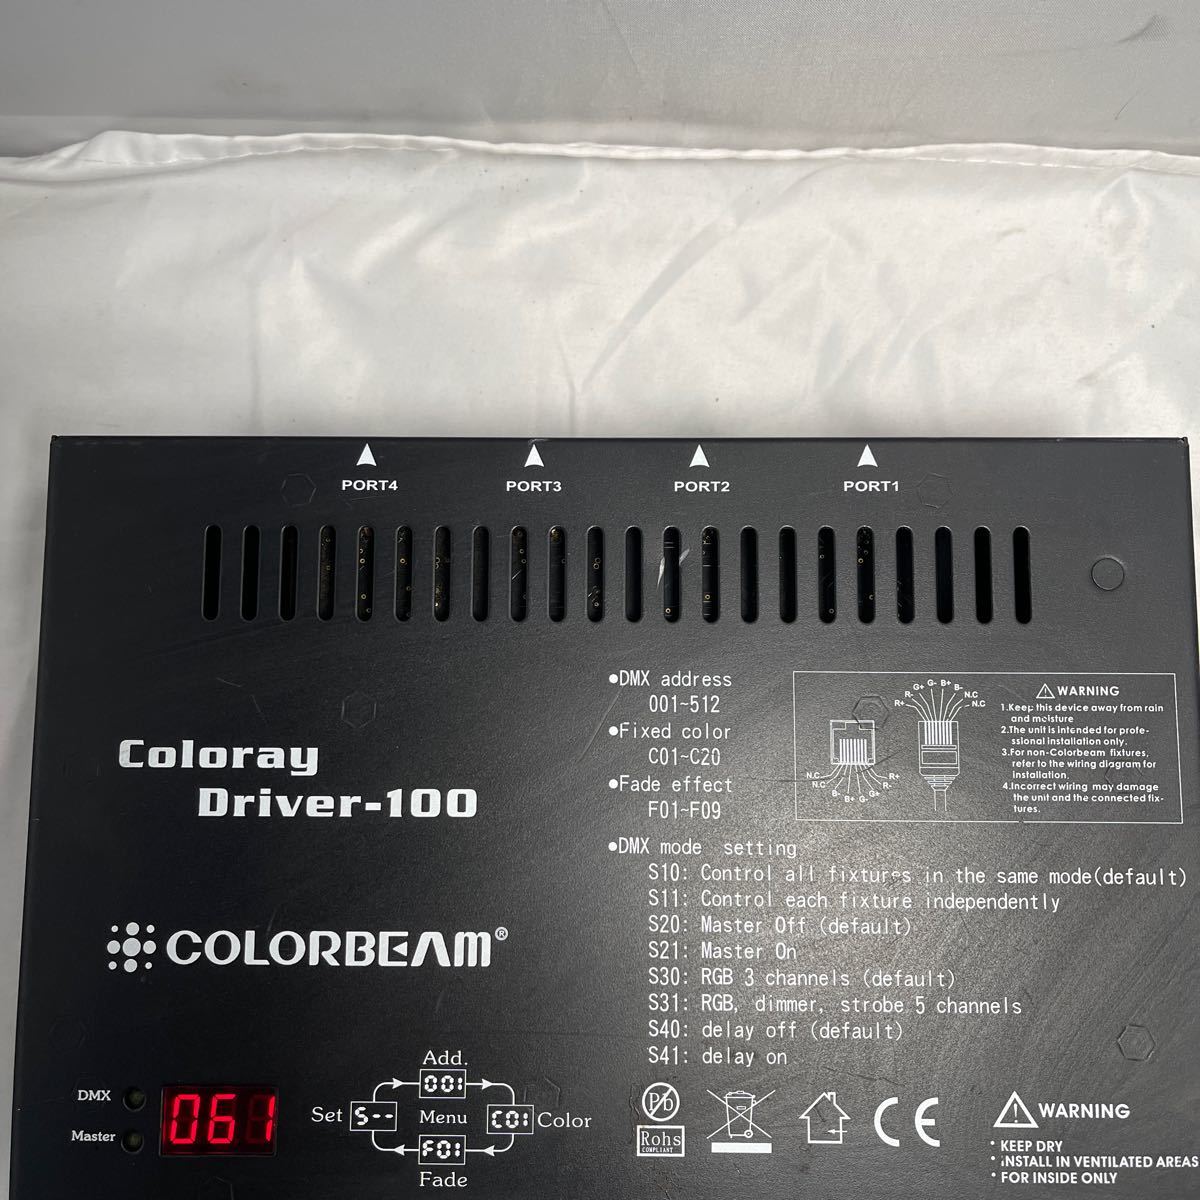 PORT4 PORT3 PORT2 PORT1
Coloray
Driver-100
COLORBEAM®
●DMX address
001~512
●Fixed color
C01~C20
●Fade effect
F01~F09
●DMX mode setting
S10: Control all fixtures in the same mode(default)
S11: Control each fixture independently
S20: Master Off (default)
S21: Master On
S30: RGB 3 channels (default)
S31: RGB, dimmer, strobe 5 channels
S40: delay off (default)
S41: delay on
R+ R- G+ G- B+ B- N.C N.C
N.C N.C B- B+ G- G+ R- R+
WARNING
1.Keep this device away from rain
and moisture
2.The unit is intended for profe-
ssional installation only.
3.For non-Colorbeam fixtures,
refer to the wiring diagram for
installation.
4.Incorrect wiring may damage
the unit and the connected fix-
tures.
DMX
Master
061
Add.
001
Set S-- Menu C01 Color
F01
Fade
Pb
Rohs
COMPLIANT
CE
WARNING
* KEEP DRY
* INSTALL IN VENTILATED AREAS
* FOR INSIDE ONLY